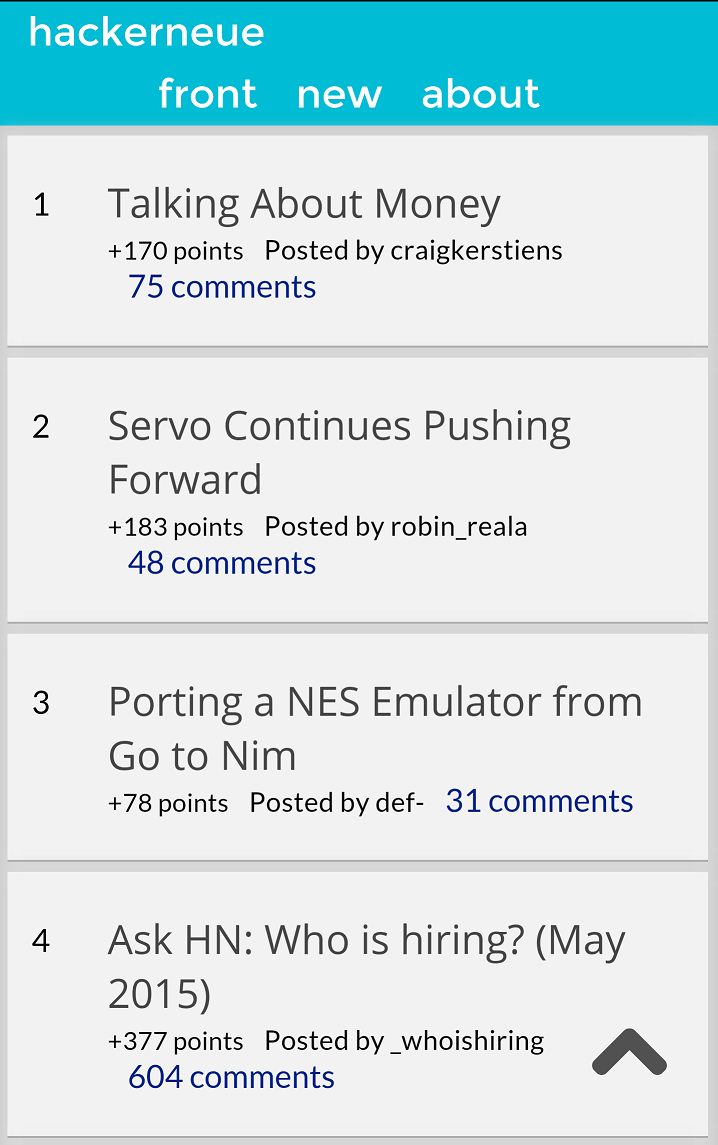 hackerneue
front new about
1 Talking About Money
+170 points Posted by craigkerstiens
75 comments
2 Servo Continues Pushing
Forward
+183 points Posted by robin_reala
48 comments
3 Porting a NES Emulator from
Go to Nim
+78 points Posted by def- 31 comments
4 Ask HN: Who is hiring? (May
2015)
+377 points Posted by _whoishiring
604 comments